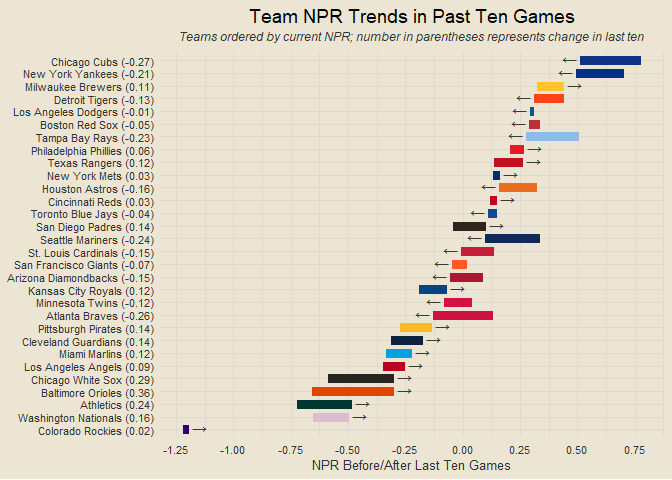 Team NPR Trends in Past Ten Games
Teams ordered by current NPR; number in parentheses represents change in last ten
Chicago Cubs (-0.27)
New York Yankees (-0.21)
Milwaukee Brewers (0.11)
Detroit Tigers (-0.13)
Los Angeles Dodgers (-0.01)
Boston Red Sox (-0.05)
Tampa Bay Rays (-0.23)
Philadelphia Phillies (0.06)
Texas Rangers (0.12)
New York Mets (0.03)
Houston Astros (-0.16)
Cincinnati Reds (0.03)
Toronto Blue Jays (-0.04)
San Diego Padres (0.14)
Seattle Mariners (-0.24)
St. Louis Cardinals (-0.15)
San Francisco Giants (-0.07)
Arizona Diamondbacks (-0.15)
Kansas City Royals (0.12)
Minnesota Twins (-0.12)
Atlanta Braves (-0.26)
Pittsburgh Pirates (0.14)
Cleveland Guardians (0.14)
Miami Marlins (0.12)
Los Angeles Angels (0.09)
Chicago White Sox (0.29)
Baltimore Orioles (0.36)
Athletics (0.24)
Washington Nationals (0.16)
Colorado Rockies (0.02)
-1.25 -1.00 -0.75 -0.50 -0.25 0.00 0.25 0.50 0.75
NPR Before/After Last Ten Games